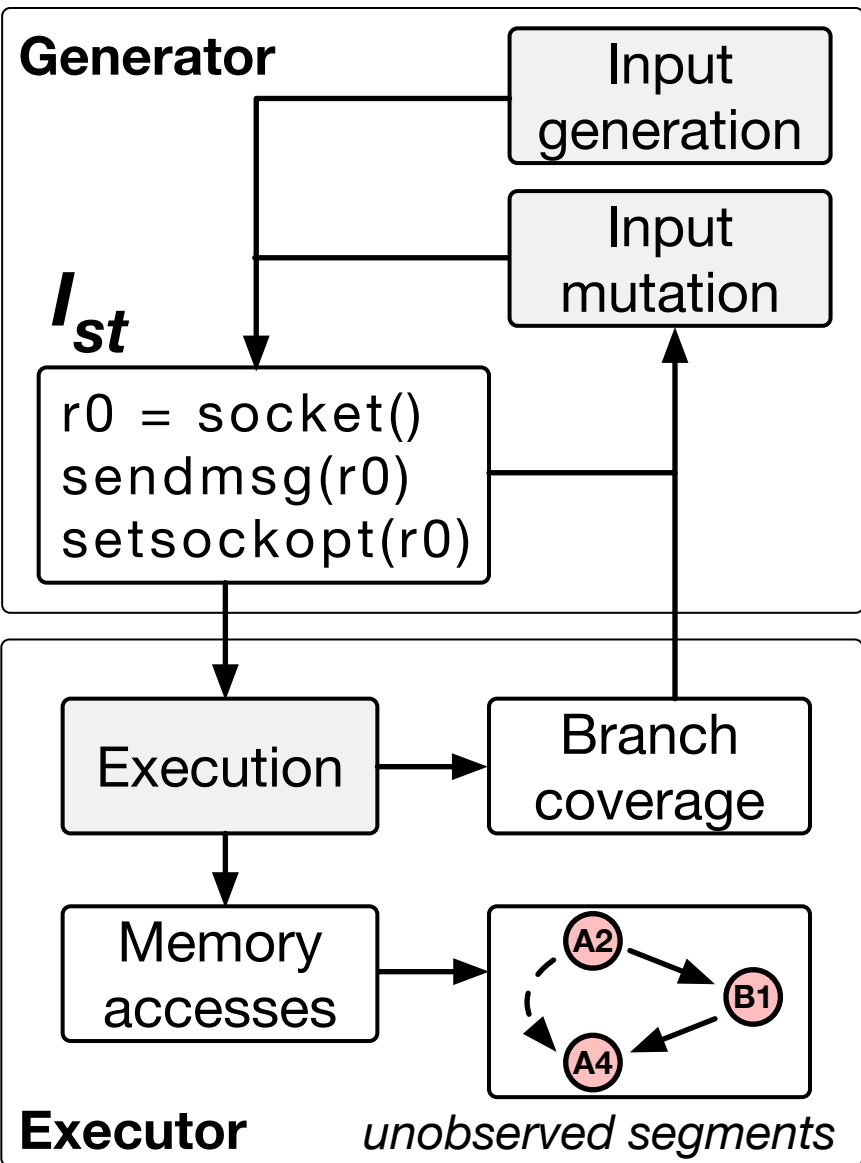 Generator
Input
generation
Input
mutation
Ist
r0 = socket()
sendmsg(r0)
setsockopt(r0)
Execution
Branch
coverage
Memory
accesses
A2
B1
A4
Executor
unobserved segments